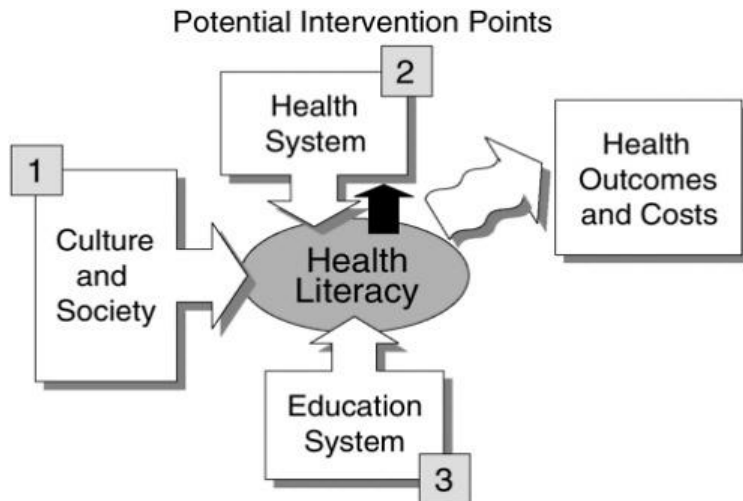 Potential Intervention Points
2
Health
System
1
Culture
and
Society
Health
Outcomes
and Costs
Health
Literacy
Education
System
3